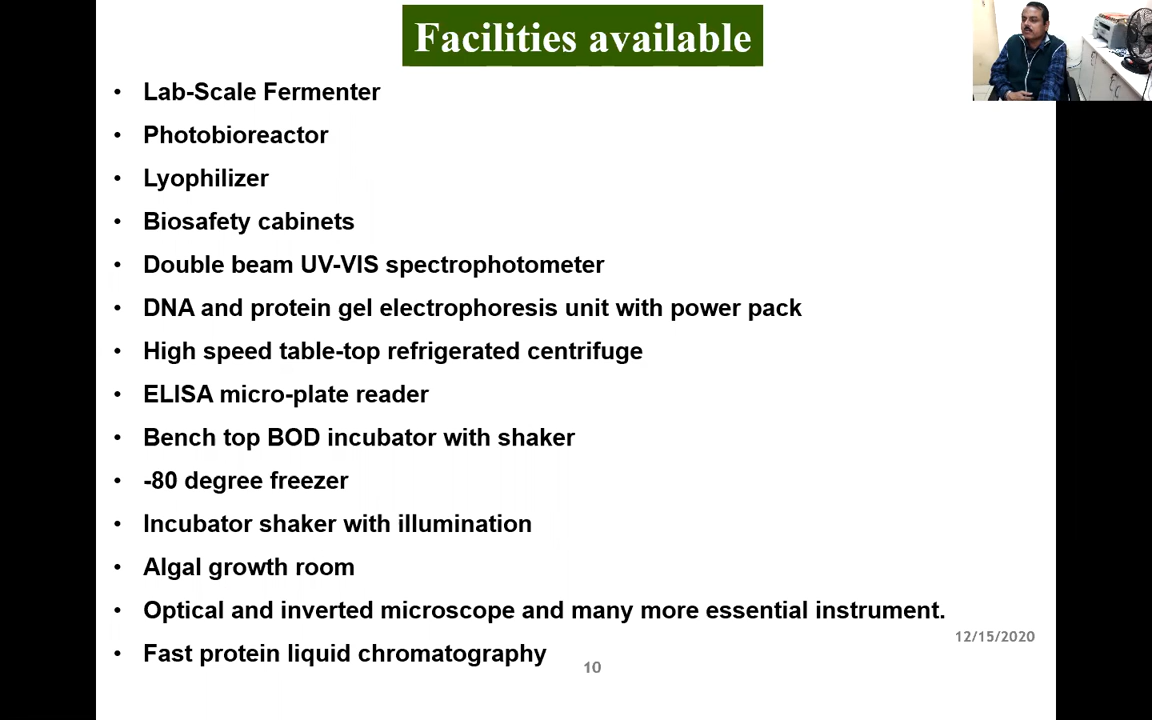 Facilities available
• Lab-Scale Fermenter
• Photobioreactor
• Lyophilizer
• Biosafety cabinets
• Double beam UV-VIS spectrophotometer
• DNA and protein gel electrophoresis unit with power pack
• High speed table-top refrigerated centrifuge
• ELISA micro-plate reader
• Bench top BOD incubator with shaker
• -80 degree freezer
• Incubator shaker with illumination
• Algal growth room
• Optical and inverted microscope and many more essential instrument.
12/15/2020
• Fast protein liquid chromatography
10